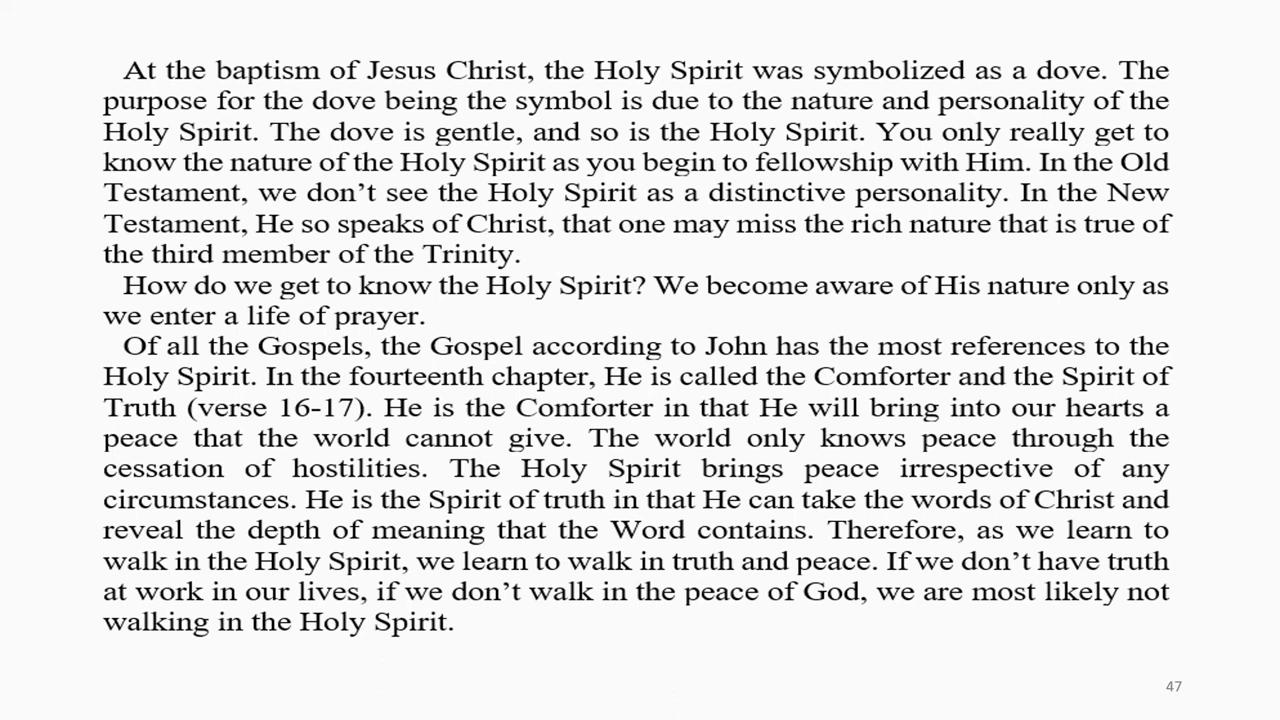 At the baptism of Jesus Christ, the Holy Spirit was symbolized as a dove. The
purpose for the dove being the symbol is due to the nature and personality of the
Holy Spirit. The dove is gentle, and so is the Holy Spirit. You only really get to
know the nature of the Holy Spirit as you begin to fellowship with Him. In the Old
Testament, we don’t see the Holy Spirit as a distinctive personality. In the New
Testament, He so speaks of Christ, that one may miss the rich nature that is true of
the third member of the Trinity.
How do we get to know the Holy Spirit? We become aware of His nature only as
we enter a life of prayer.
Of all the Gospels, the Gospel according to John has the most references to the
Holy Spirit. In the fourteenth chapter, He is called the Comforter and the Spirit of
Truth (verse 16-17). He is the Comforter in that He will bring into our hearts a
peace that the world cannot give. The world only knows peace through the
cessation of hostilities. The Holy Spirit brings peace irrespective of any
circumstances. He is the Spirit of truth in that He can take the words of Christ and
reveal the depth of meaning that the Word contains. Therefore, as we learn to
walk in the Holy Spirit, we learn to walk in truth and peace. If we don’t have truth
at work in our lives, if we don’t walk in the peace of God, we are most likely not
walking in the Holy Spirit.
47